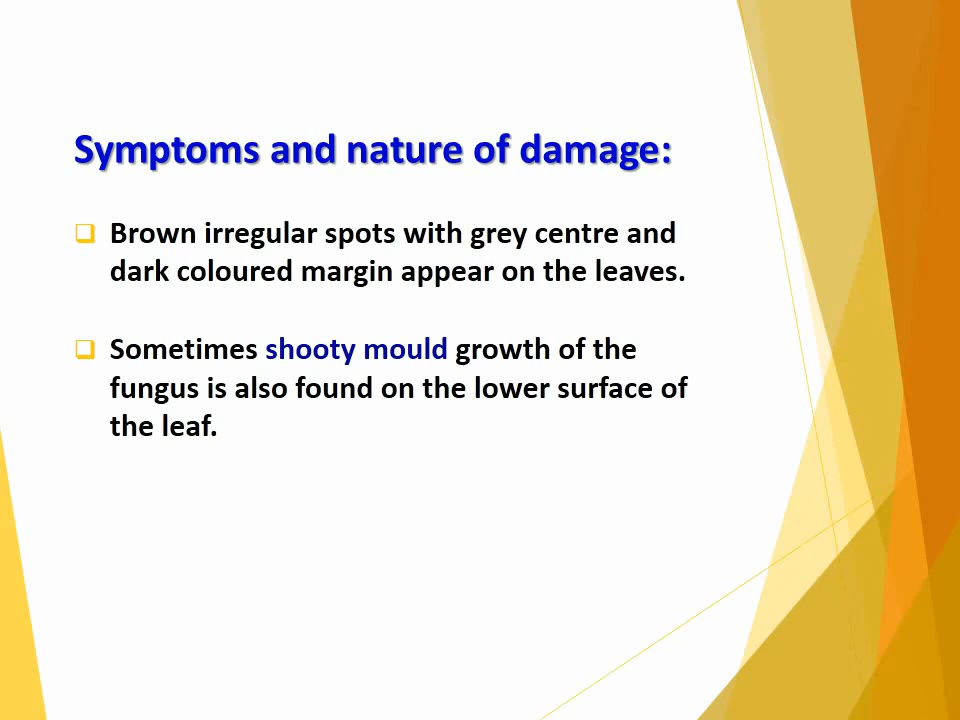 Symptoms and nature of damage:
Brown irregular spots with grey centre and
dark coloured margin appear on the leaves.
Sometimes shooty mould growth of the
fungus is also found on the lower surface of
the leaf.